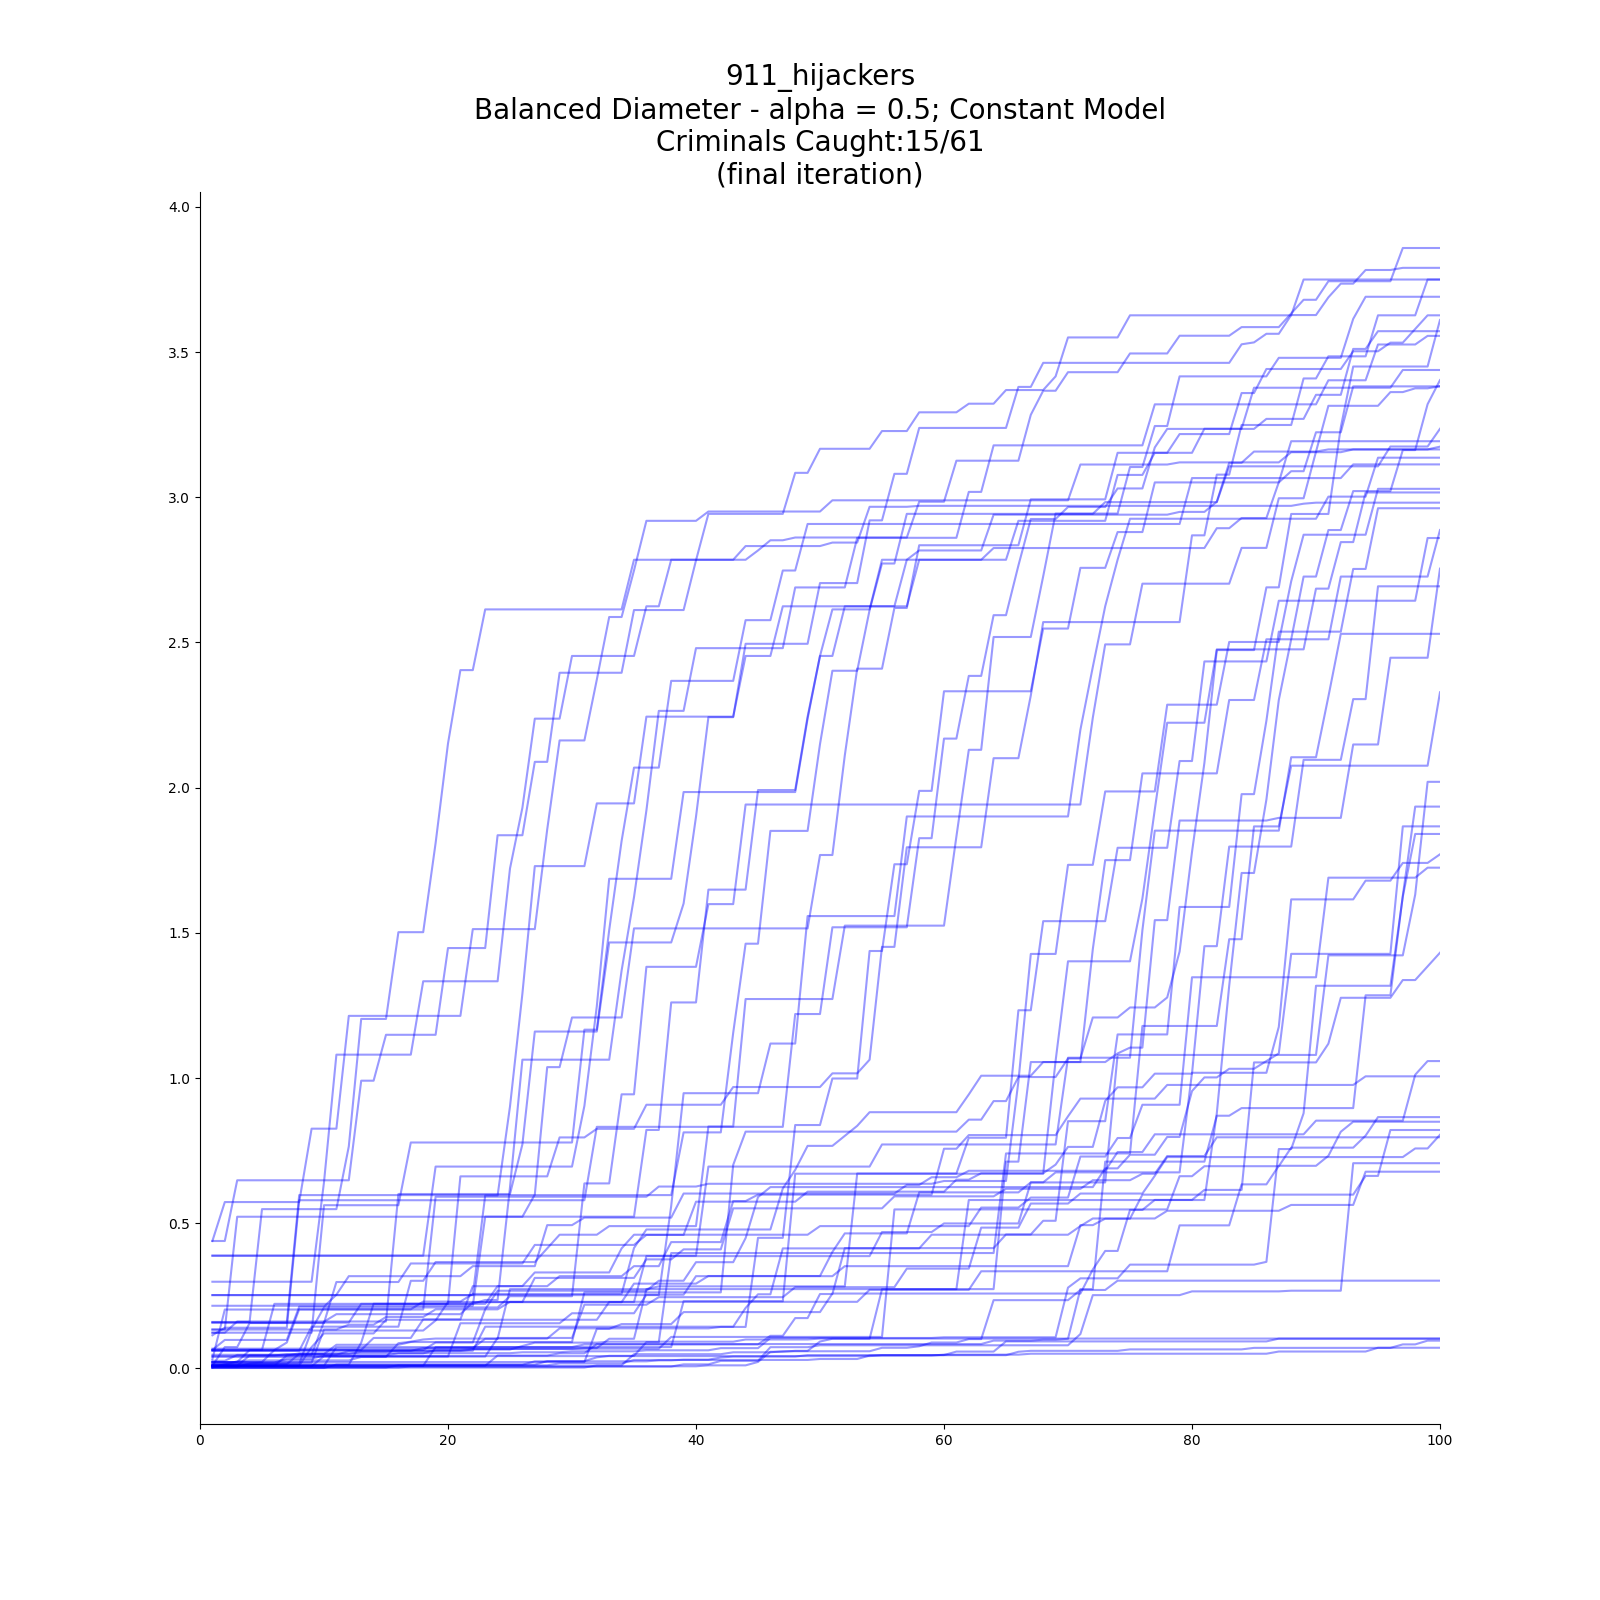 911_hijackers
Balanced Diameter - alpha = 0.5; Constant Model
Criminals Caught:15/61
(final iteration)
4.0
3.5
3.0
2.5
2.0
1.5
1.0
0.5
0.0
0 20 40 60 80 100